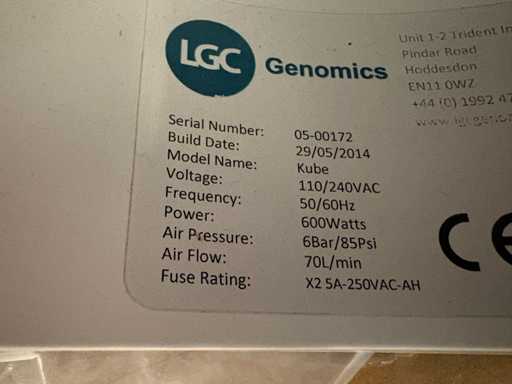 LGC Genomics
Unit 1-2 Trident
Pindar Road
Hoddesdon
EN11 0WZ
+44 (0) 1992 47
Serial Number: 05-00172
Build Date: 29/05/2014
Model Name: Kube
Voltage: 110/240VAC
Frequency: 50/60Hz
Power: 600Watts
Air Pressure: 6Bar/85Psi
Air Flow: 70L/min
Fuse Rating: X2 5A-250VAC-AH
CE